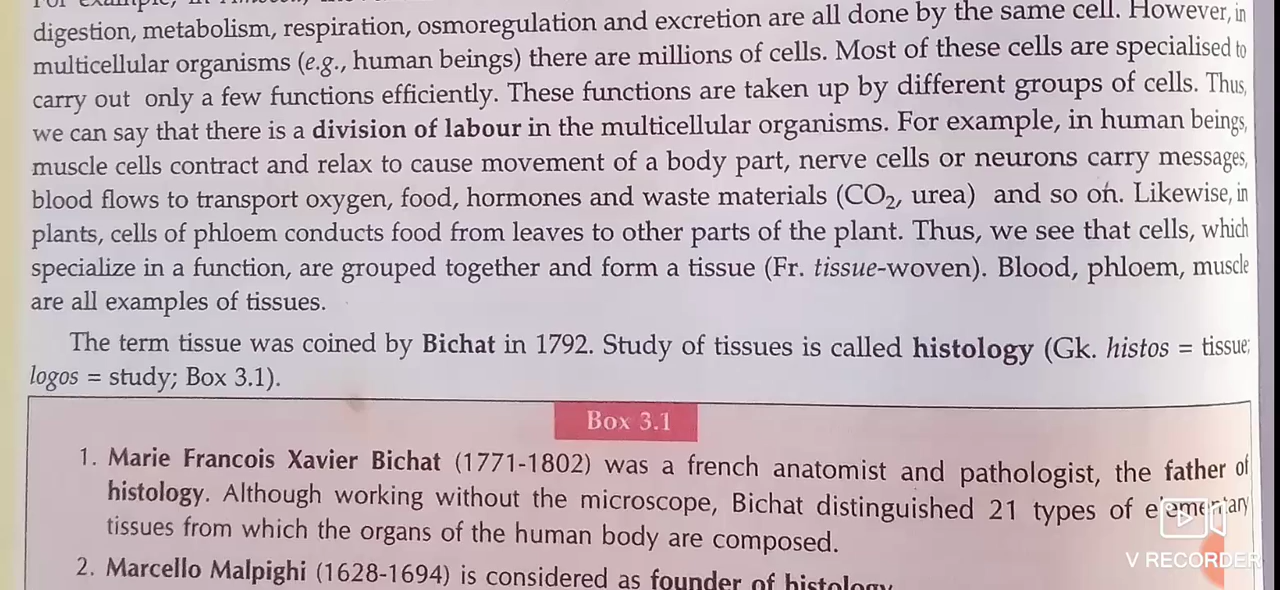 For example, in Amoeba, the
digestion, metabolism, respiration, osmoregulation and excretion are all done by the same cell. However, in
multicellular organisms (e.g., human beings) there are millions of cells. Most of these cells are specialised to
carry out only a few functions efficiently. These functions are taken up by different groups of cells. Thus,
we can say that there is a division of labour in the multicellular organisms. For example, in human beings,
muscle cells contract and relax to cause movement of a body part, nerve cells or neurons carry messages,
blood flows to transport oxygen, food, hormones and waste materials (CO₂, urea) and so on. Likewise, in
plants, cells of phloem conducts food from leaves to other parts of the plant. Thus, we see that cells, which
specialize in a function, are grouped together and form a tissue (Fr. tissue-woven). Blood, phloem, muscle
are all examples of tissues.
The term tissue was coined by Bichat in 1792. Study of tissues is called histology (Gk. histos = tissue;
logos = study; Box 3.1).
Box 3.1
1. Marie Francois Xavier Bichat (1771-1802) was a french anatomist and pathologist, the father of
histology. Although working without the microscope, Bichat distinguished 21 types of elementary
tissues from which the organs of the human body are composed.
2. Marcello Malpighi (1628-1694) is considered as founder of histology.
V RECORDER